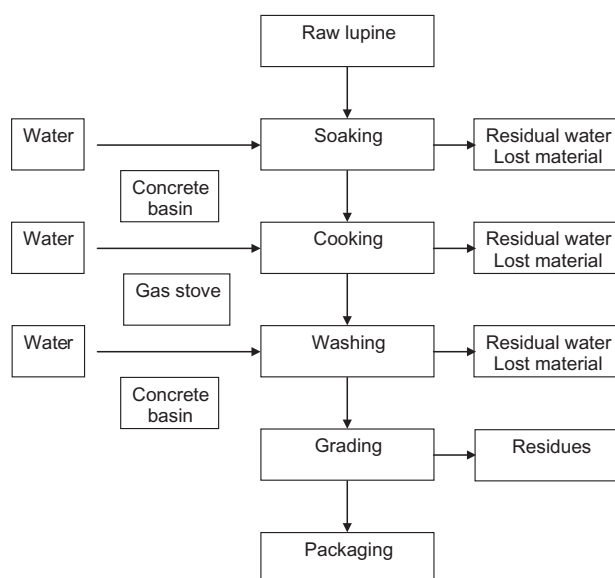 Raw lupine
Water
Soaking
Residual water
Lost material
Concrete
basin
Water
Cooking
Residual water
Lost material
Gas stove
Water
Washing
Residual water
Lost material
Concrete
basin
Grading
Residues
Packaging